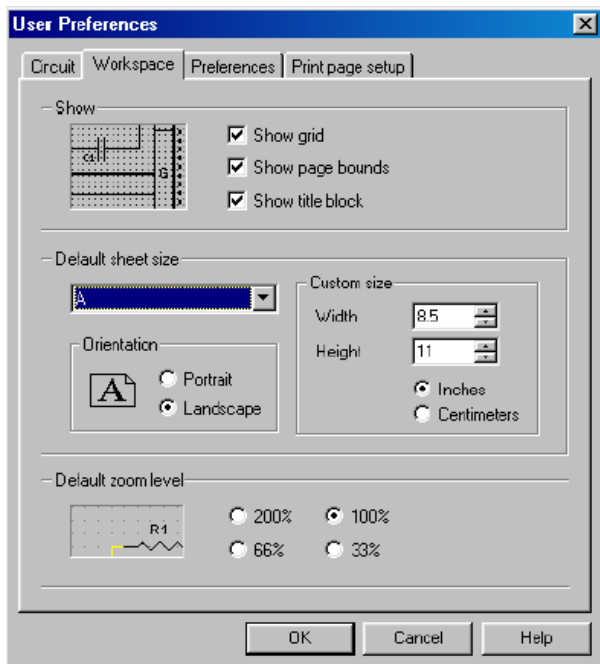 User Preferences
Circuit Workspace Preferences Print page setup
Show
C1
G
Show grid
Show page bounds
Show title block
Default sheet size
A
Orientation
A
Portrait
Landscape
Custom size
Width 8.5
Height 11
Inches
Centimeters
Default zoom level
R1
200% 100%
66% 33%
OK Cancel Help